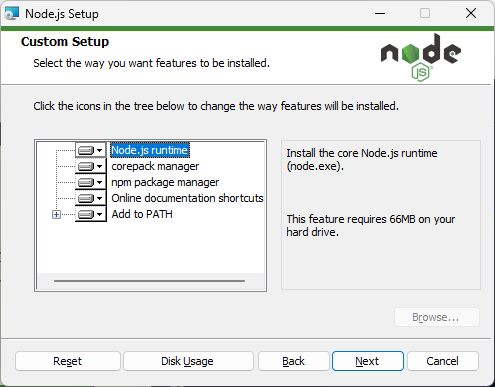 Node.js Setup
Custom Setup
Select the way you want features to be installed.
node
JS
Click the icons in the tree below to change the way features will be installed.
Node.js runtime
corepack manager
npm package manager
Online documentation shortcuts
Add to PATH
Install the core Node.js runtime
(node.exe).
This feature requires 66MB on your
hard drive.
Browse...
Reset
Disk Usage
Back
Next
Cancel